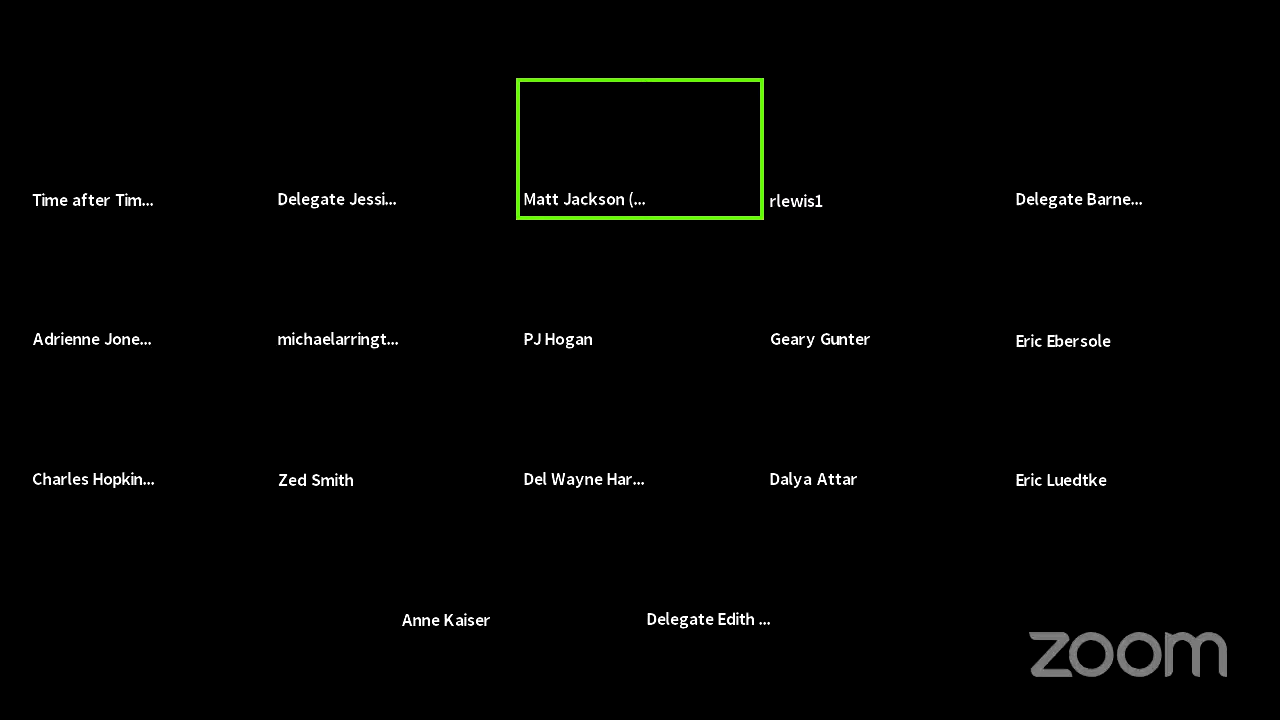 Time after Tim...
Delegate Jessi...
Matt Jackson (...
rlewis1
Delegate Barne...
Adrienne Jone...
michaelarringt...
PJ Hogan
Geary Gunter
Eric Ebersole
Charles Hopkin...
Zed Smith
Del Wayne Har...
Dalya Attar
Eric Luedtke
Anne Kaiser
Delegate Edith ...
zoom